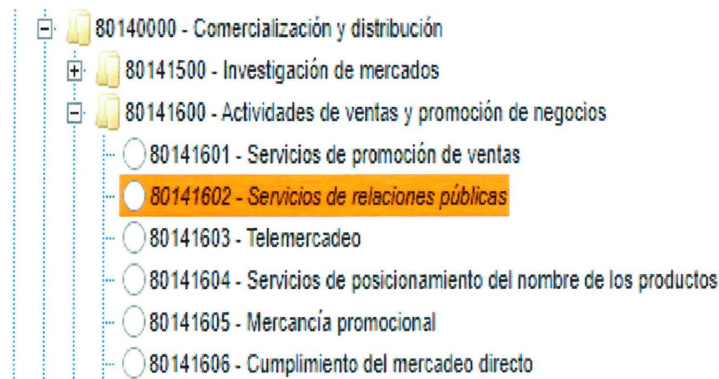 80140000 - Comercialización y distribución
80141500 - Investigación de mercados
80141600 - Actividades de ventas y promoción de negocios
80141601 - Servicios de promoción de ventas
80141602 - Servicios de relaciones públicas
80141603 - Telemercadeo
80141604 - Servicios de posicionamiento del nombre de los productos
80141605 - Mercancía promocional
80141606 - Cumplimiento del mercadeo directo